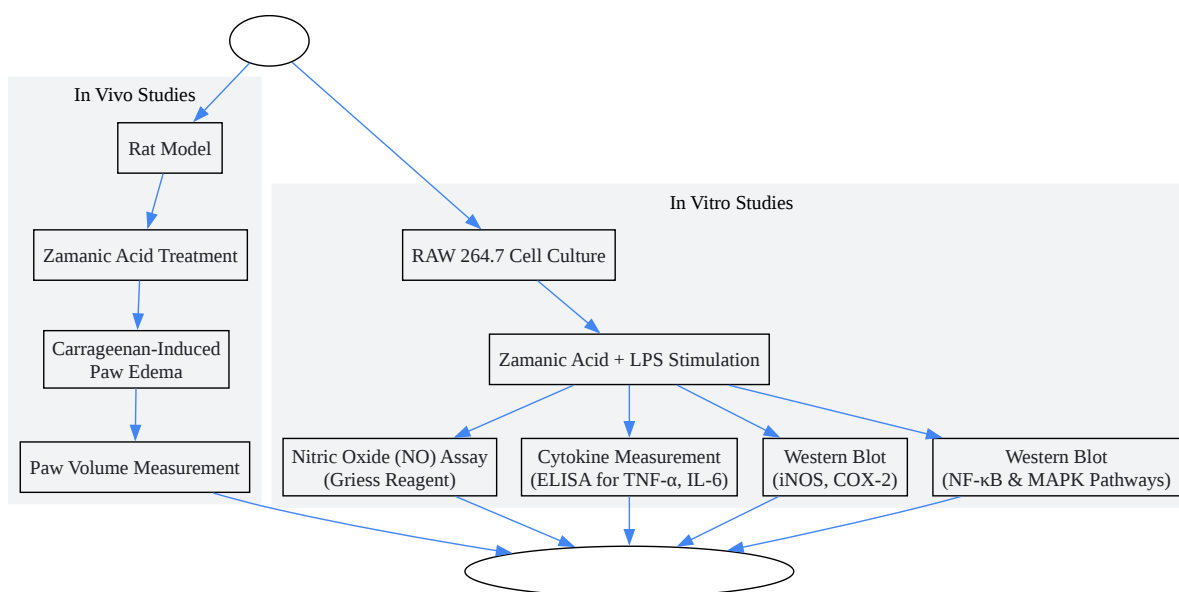 In Vivo Studies
Rat Model
Zamanic Acid Treatment
Carrageenan-Induced
Paw Edema
Paw Volume Measurement
In Vitro Studies
RAW 264.7 Cell Culture
Zamanic Acid + LPS Stimulation
Nitric Oxide (NO) Assay
(Griess Reagent)
Cytokine Measurement
(ELISA for TNF-α, IL-6)
Western Blot
(iNOS, COX-2)
Western Blot
(NF-κB & MAPK Pathways)